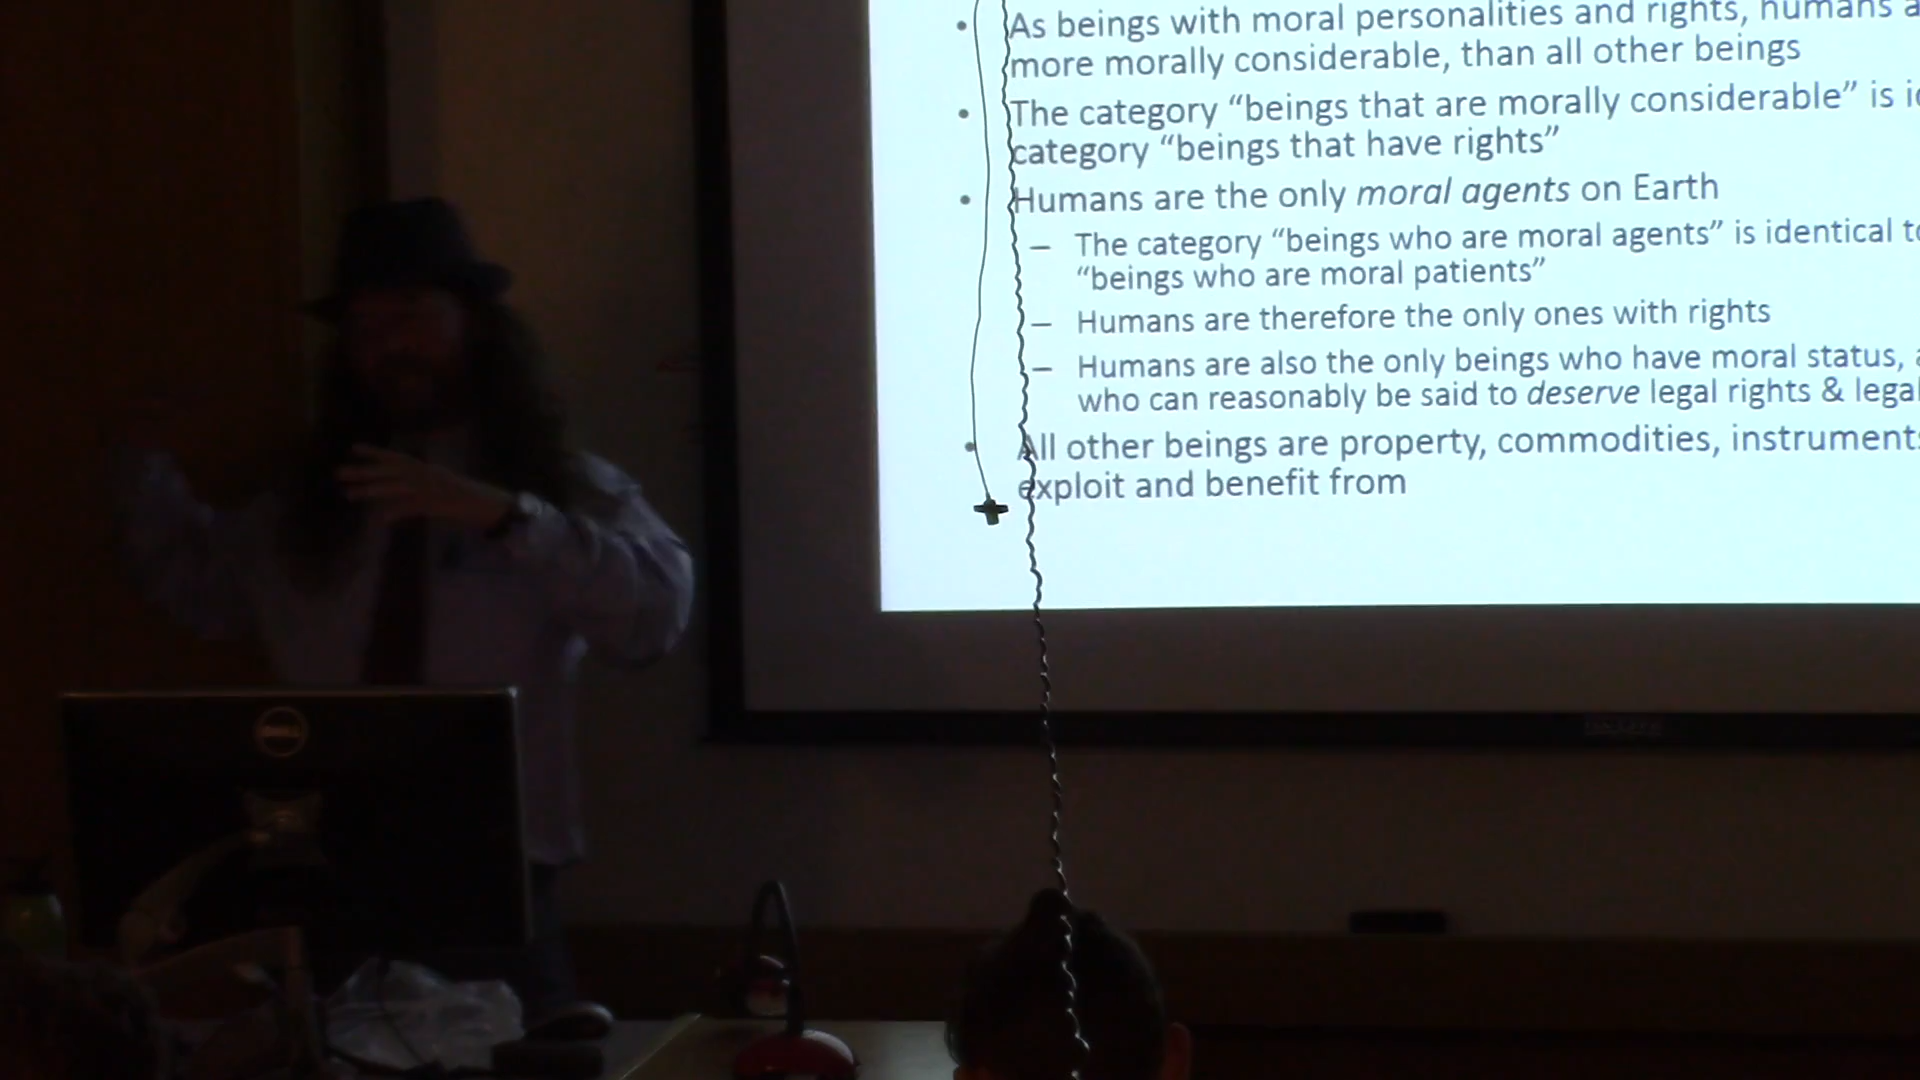 • As beings with moral personalities and rights, humans
more morally considerable, than all other beings
• The category “beings that are morally considerable” is
category “beings that have rights”
• Humans are the only moral agents on Earth
– The category “beings who are moral agents” is identical
“beings who are moral patients”
– Humans are therefore the only ones with rights
– Humans are also the only beings who have moral status,
who can reasonably be said to deserve legal rights & legal
• All other beings are property, commodities, instruments
exploit and benefit from
DELL